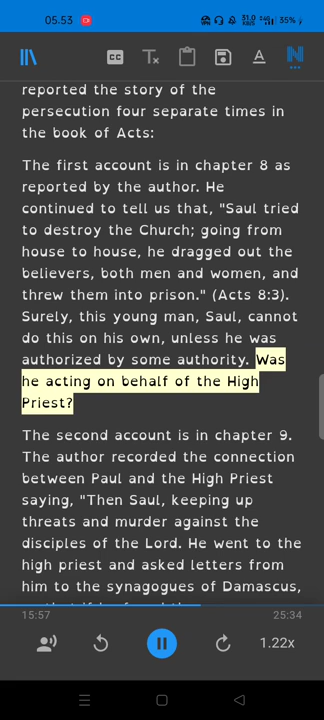 05.53
31.0
KB/S
35%
CC
A
N
reported the story of the
persecution four separate times in
the book of Acts:
The first account is in chapter 8 as
reported by the author. He
continued to tell us that, "Saul tried
to destroy the Church; going from
house to house, he dragged out the
believers, both men and women, and
threw them into prison." (Acts 8:3).
Surely, this young man, Saul, cannot
do this on his own, unless he was
authorized by some authority. Was
he acting on behalf of the High
Priest?
The second account is in chapter 9.
The author recorded the connection
between Paul and the High Priest
saying, "Then Saul, keeping up
threats and murder against the
disciples of the Lord. He went to the
high priest and asked letters from
him to the synagogues of Damascus,
15:57
25:34
1.22x